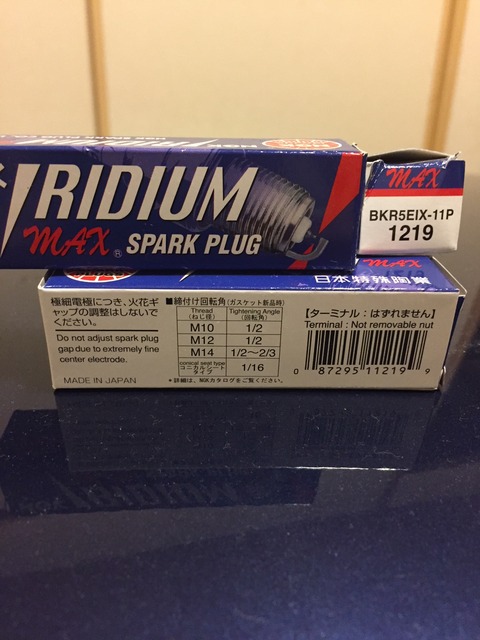 IRIDIUM
MAX® SPARK PLUG
MAX
BKR5EIX-11P
1219
日本特殊陶業
極細電極につき、火花ギャ
ャップの調整はしないで
ください。
Do not adjust spark plug
gap due to extremely fine
center electrode.
MADE IN JAPAN
■締付け回転角(ガスケット新品時)
Thread
(ねじ径)
Tightening Angle
(回転角)
M10 1/2
M12 1/2
M14 1/2〜2/3
conical seat type
コニカルシート
タイプ
1/16
*詳細は、NGKカタログをご覧ください。
【ターミナル:はずれません】
Terminal : Not removable nut
0 87295 11219 9